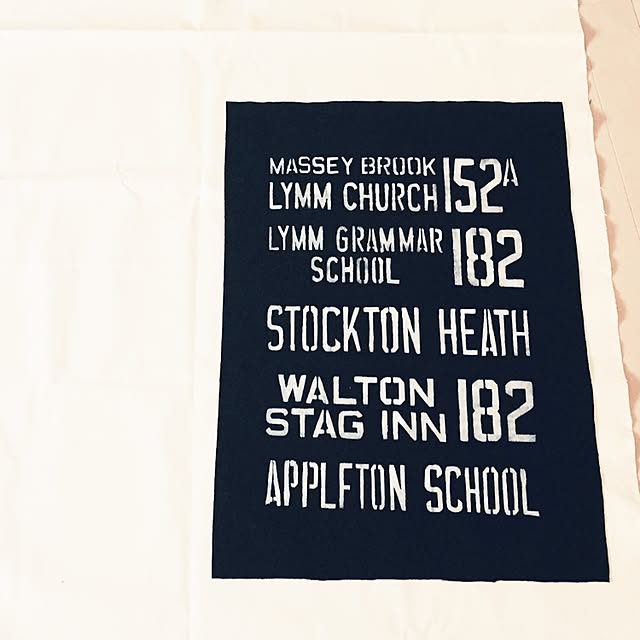 MASSEY BROOK
LYMM CHURCH 152A
LYMM GRAMMAR
SCHOOL 182
STOCKTON HEATH
WALTON
STAG INN 182
APPLFTON SCHOOL